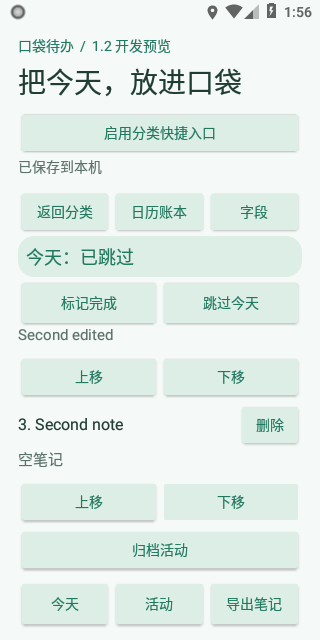 1:56
口袋待办 / 1.2 开发预览
把今天，放进口袋
启用分类快捷入口
已保存到本机
返回分类 日历账本 字段
今天：已跳过
标记完成 跳过今天
Second edited
上移 下移
3. Second note 删除
空笔记
上移 下移
归档活动
今天 活动 导出笔记